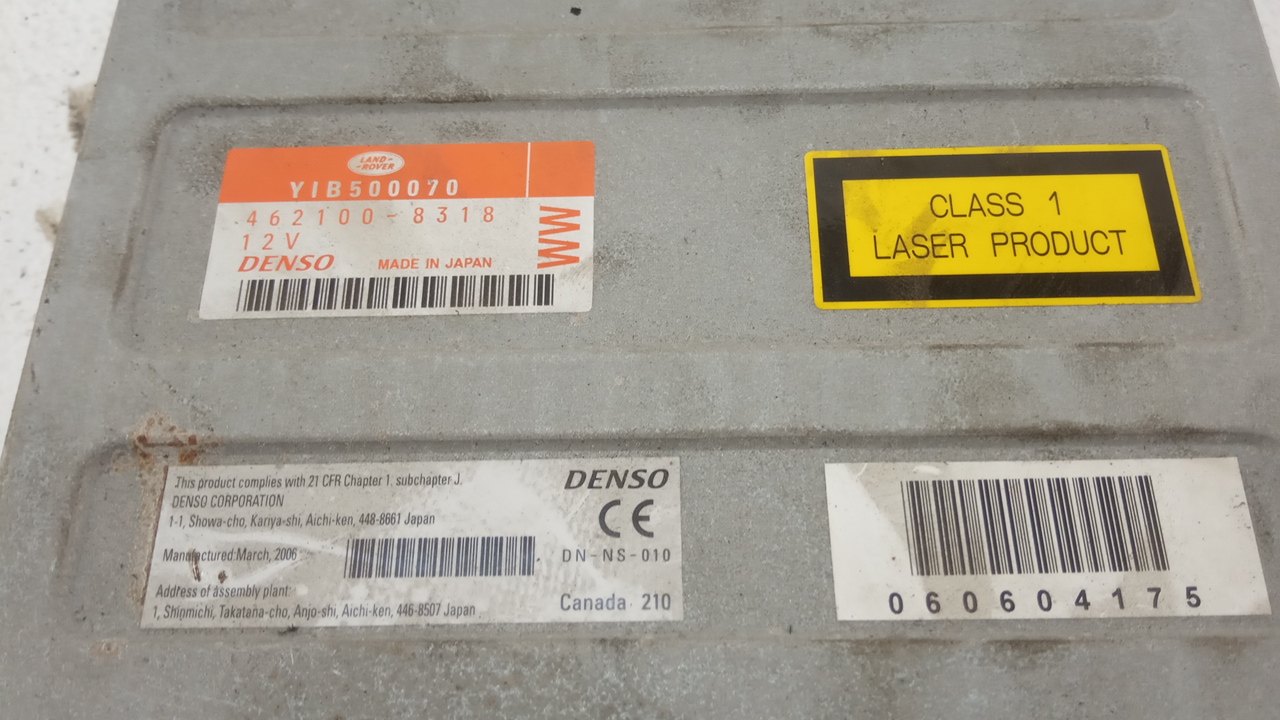 LAND-
-ROVER
YIB500070
462100-8318
12V
DENSO MADE IN JAPAN
MM
CLASS 1
LASER PRODUCT
This product complies with 21 CFR Chapter 1, subchapter J.
DENSO CORPORATION
1-1, Showa-cho, Kariya-shi, Aichi-ken, 448-8661 Japan
Manufactured: March, 2006
Address of assembly plant:
1, Shinmichi, Takatana-cho, Anjo-shi, Aichi-ken, 446-8507 Japan
DENSO
CE
DN-NS-010
Canada 210
060604175